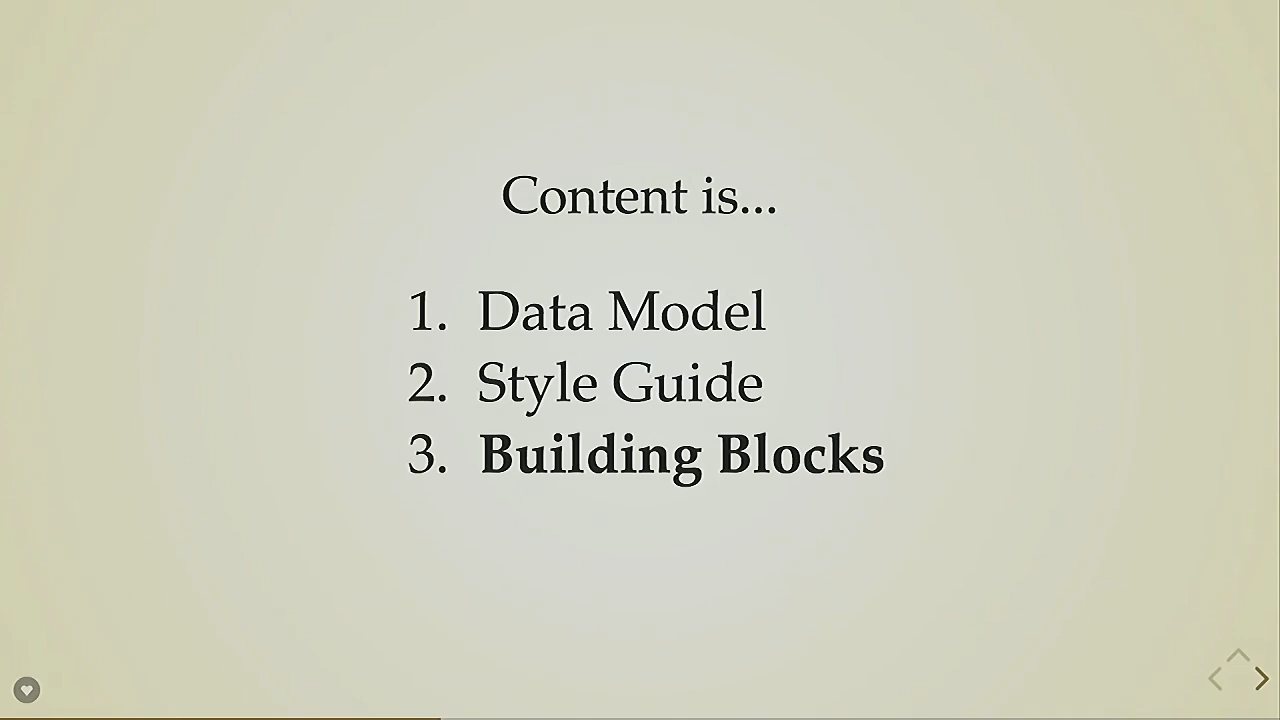 Content is...
1. Data Model
2. Style Guide
3. Building Blocks